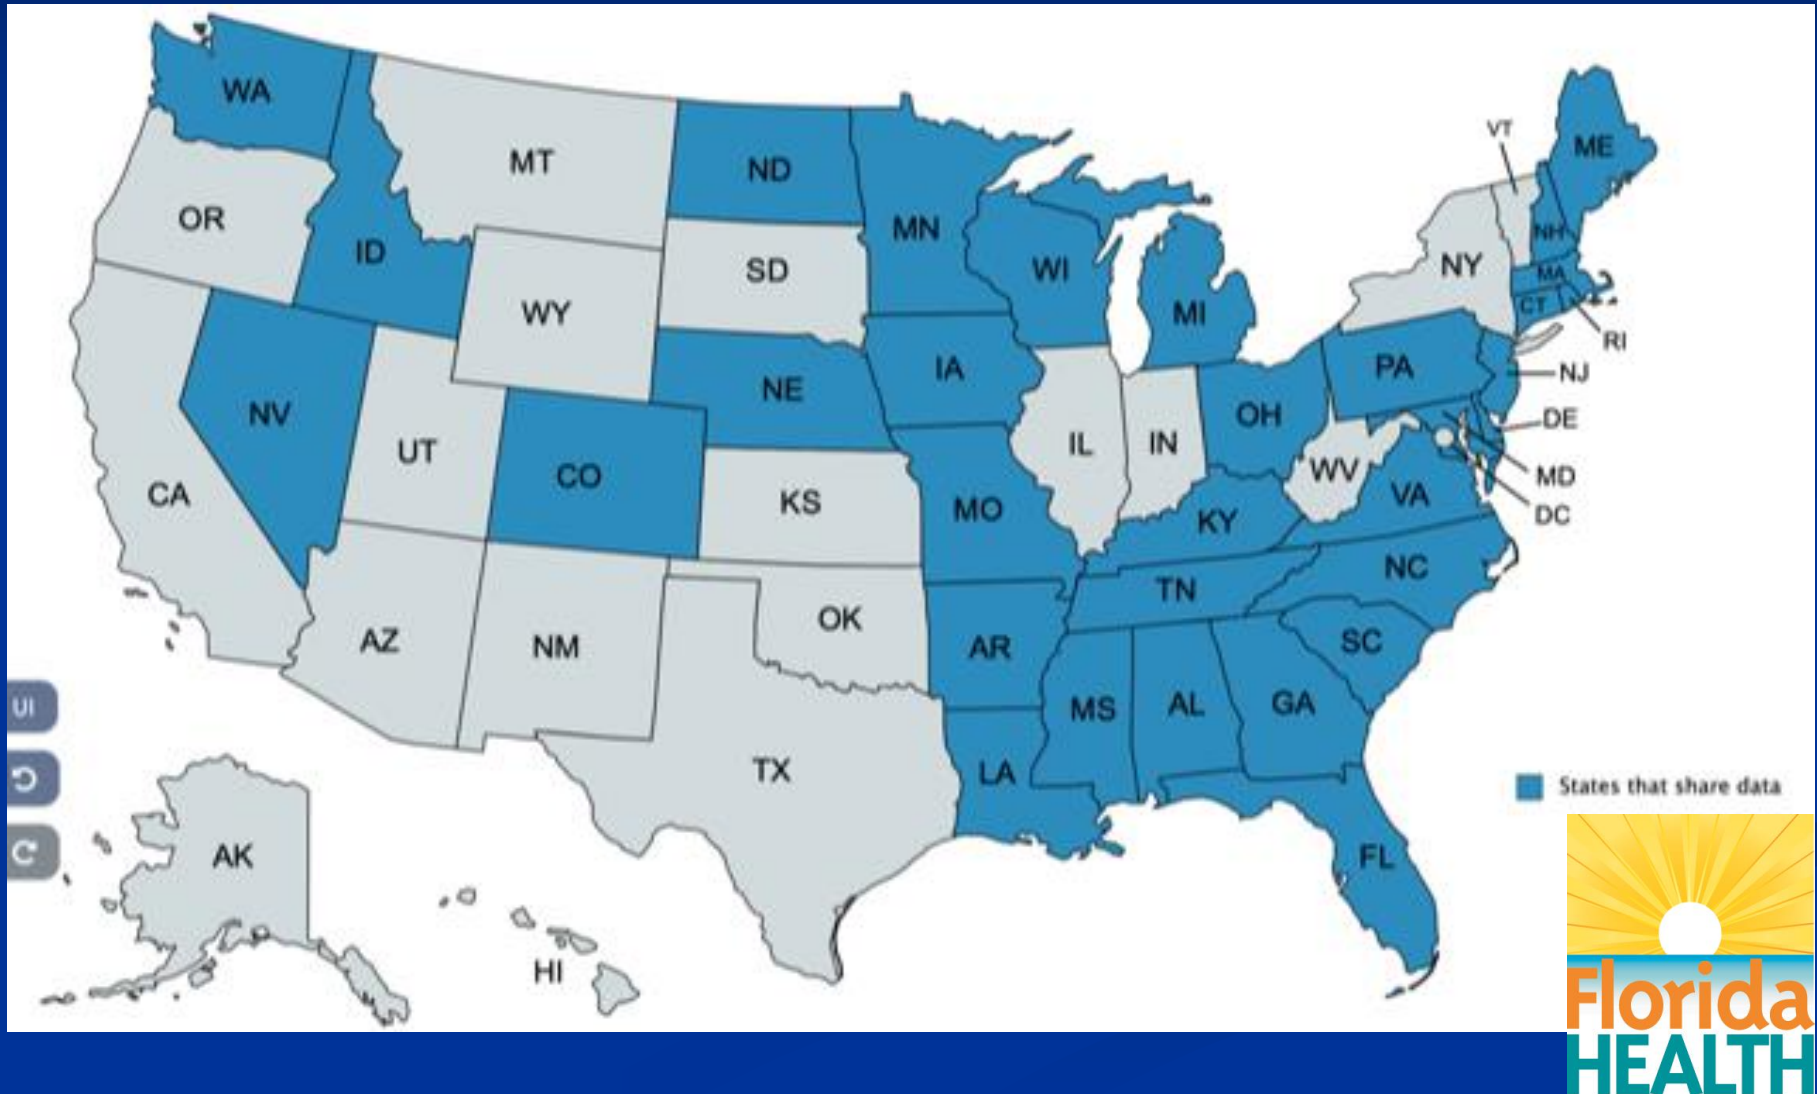 WA
ME
VT
MT
ND
OR
MN
NH
ID
WI
NY
SD
MA
CT
WY
MI
RI
PA
IA
NJ
NE
NV
OH
DE
UT
IL
IN
CO
WV
MD
CA
VA
KS
MO
DC
KY
NC
TN
OK
AZ
NM
AR
SC
MS
AL
GA
UI
TX
LA
States that share data
AK
FL
HI
Florida
HEALTH